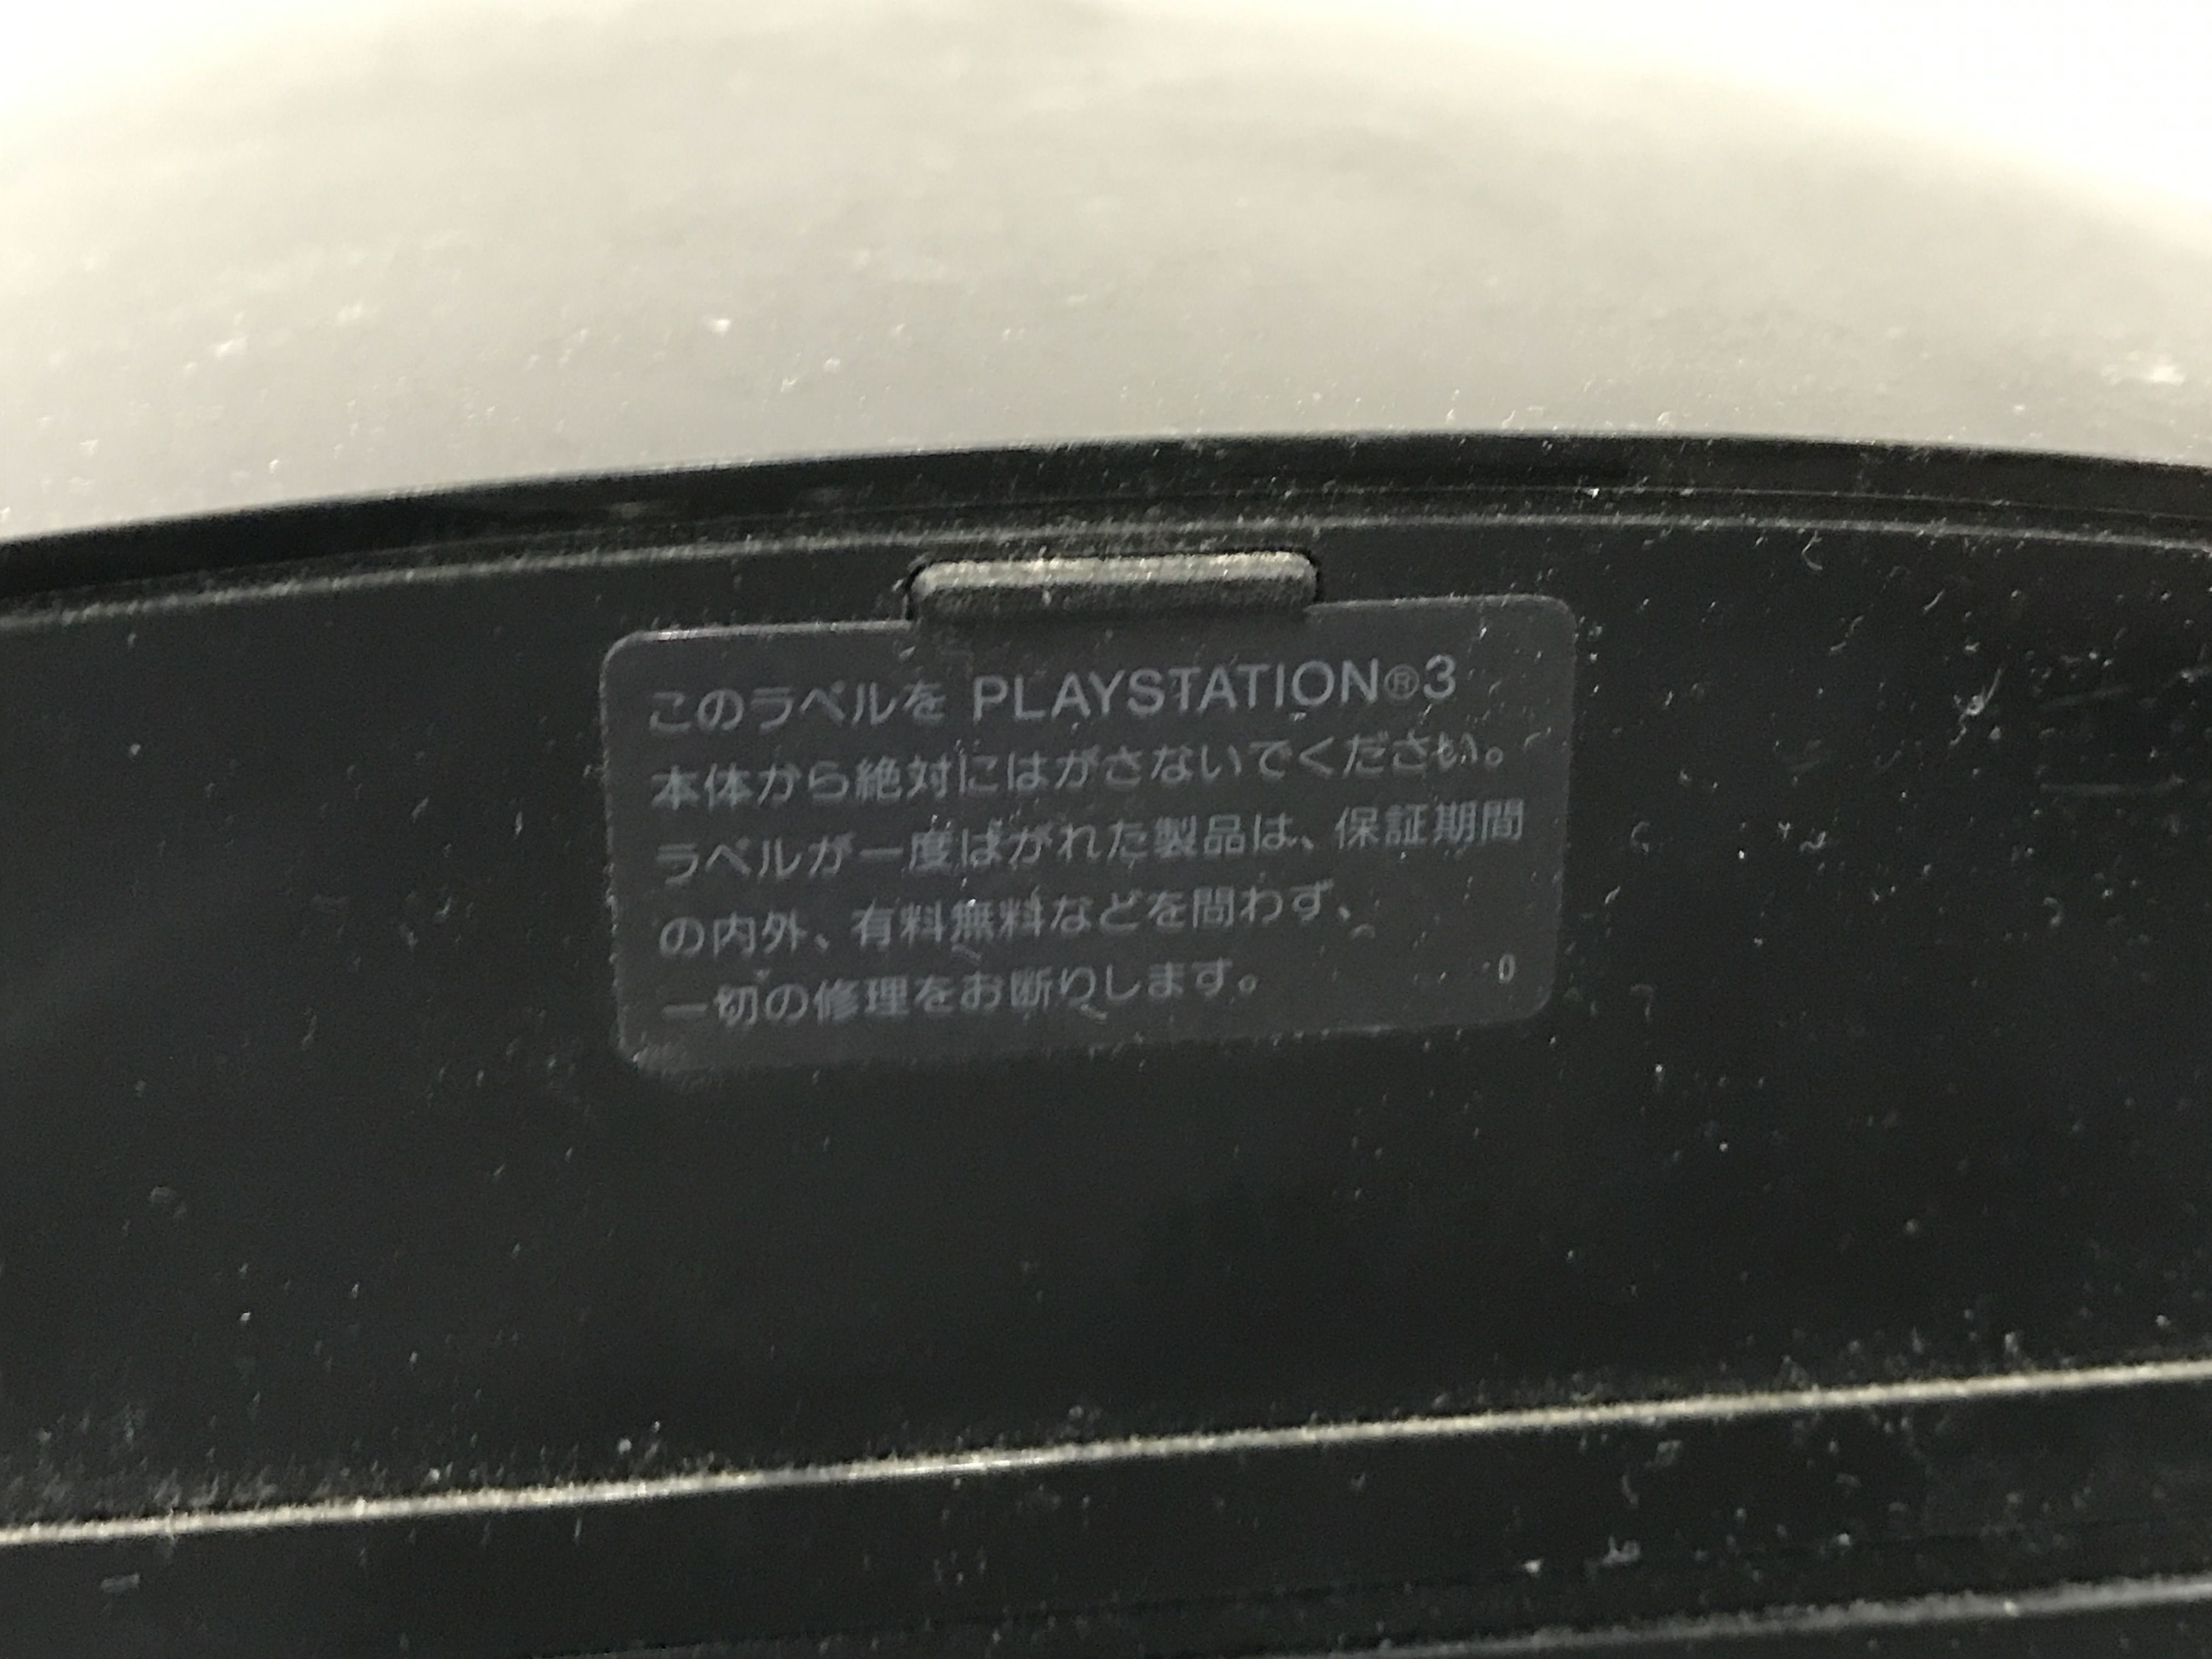 このラベルを PLAYSTATION®3
本体から絶対にはがさないでください。
ラベルが一度はがれた製品は、保証期間
の内外、有料無料などを問わず、
一切の修理をお断りします。
0